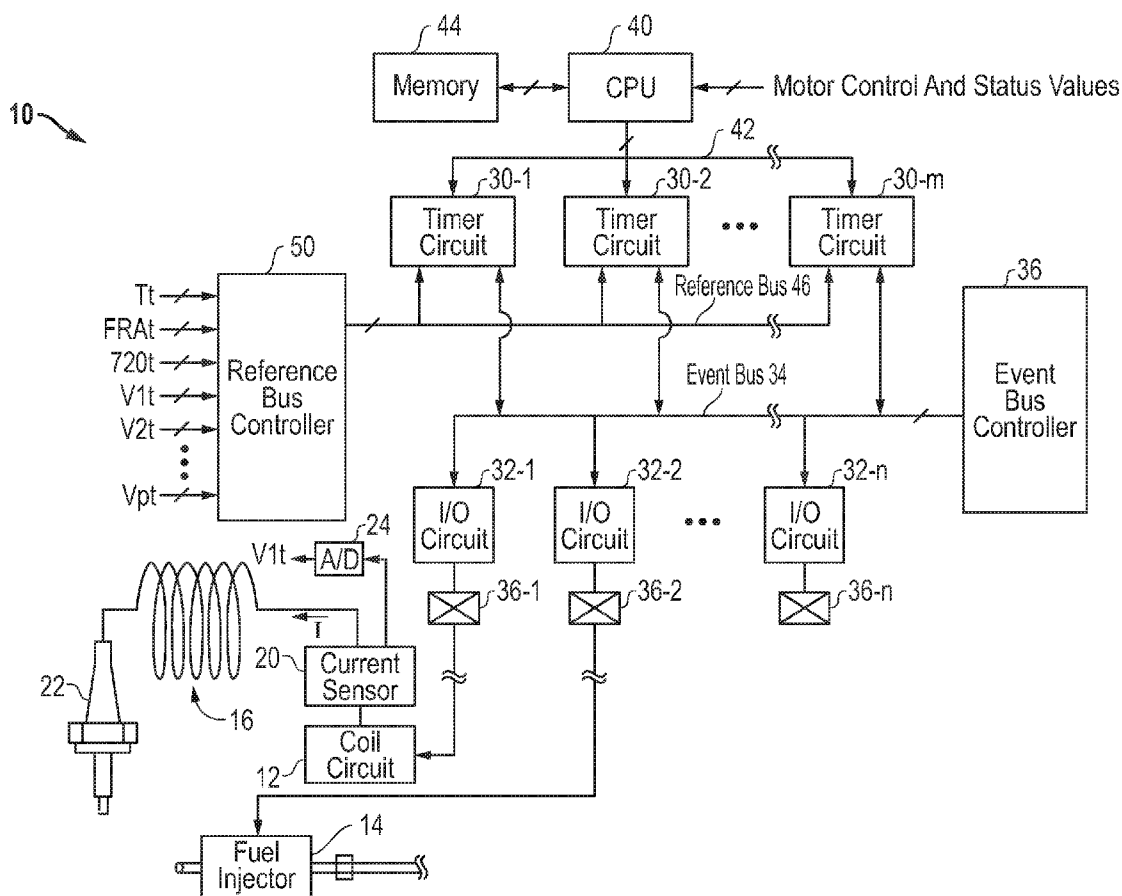 44
40
Memory
CPU
Motor Control And Status Values
10
42
30-1
30-2
30-m
Timer
Circuit
Timer
Circuit
Timer
Circuit
50
36
Tt
FRAt
720t
V1t
V2t
Vpt
Reference
Bus
Controller
Reference Bus 46
Event Bus 34
Event
Bus
Controller
32-1
32-2
32-n
I/O
Circuit
I/O
Circuit
I/O
Circuit
24
V1t
A/D
36-1
36-2
36-n
I
20
Current
Sensor
22
16
Coil
Circuit
12
14
Fuel
Injector